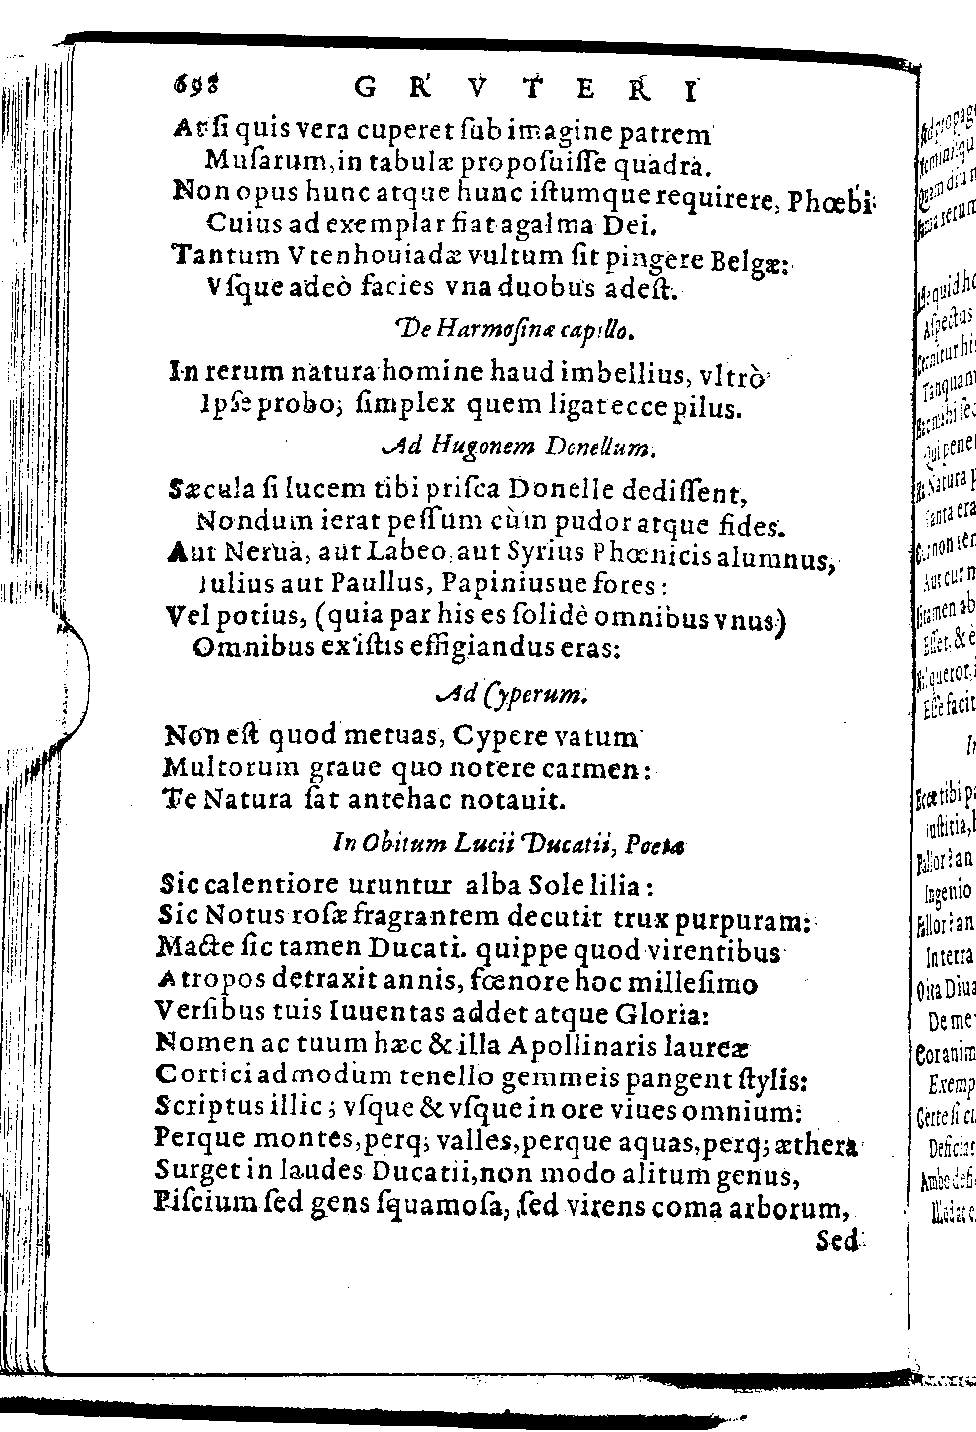 698 GRVTERI
At si quis vera cuperet sub imagine patrem
Musarum, in tabulæ proposuisse quadra.
Non opus hunc atque hunc istumque requirere, Phœbi
Cuius ad exemplar fiat agalma Dei.
Tantum Vtenhouiadæ vultum sit pingere Belgæ:
Vsque adeò facies vna duobus adest.
De Harmosinæ capillo.
In rerum natura homine haud imbellius, vltrò
Ipse probo; simplex quem ligat ecce pilus.
Ad Hugonem Donellum.
Sæcula si lucem tibi prisca Donelle dedissent,
Nondum ierat pessum cùm pudor atque fides.
Aut Nerua, aut Labeo, aut Syrius Phœnicis alumnus,
Iulius aut Paullus, Papiniusue fores:
Vel potius, (quia par his es solidè omnibus vnus)
Omnibus ex istis effigiandus eras:
Ad Cyperum.
Non est quod metuas, Cypere vatum
Multorum graue quo notere carmen:
Te Natura sat antehac notauit.
In Obitum Lucii Ducatii, Poetæ
Sic calentiore uruntur alba Sole lilia:
Sic Notus rosæ fragrantem decutit trux purpuram:
Macte sic tamen Ducati. quippe quod virentibus
Atropos detraxit annis, fœnore hoc millesimo
Versibus tuis Iuuentas addet atque Gloria:
Nomen ac tuum hæc & illa Apollinaris laureæ
Cortici admodùm tenello gemmeis pangent stylis:
Scriptus illic; vsque & vsque in ore viues omnium:
Perque montes, perq; valles, perque aquas, perq; æthera
Surget in laudes Ducatii, non modo alitum genus,
Piscium sed gens squamosa, sed virens coma arborum,
Sed